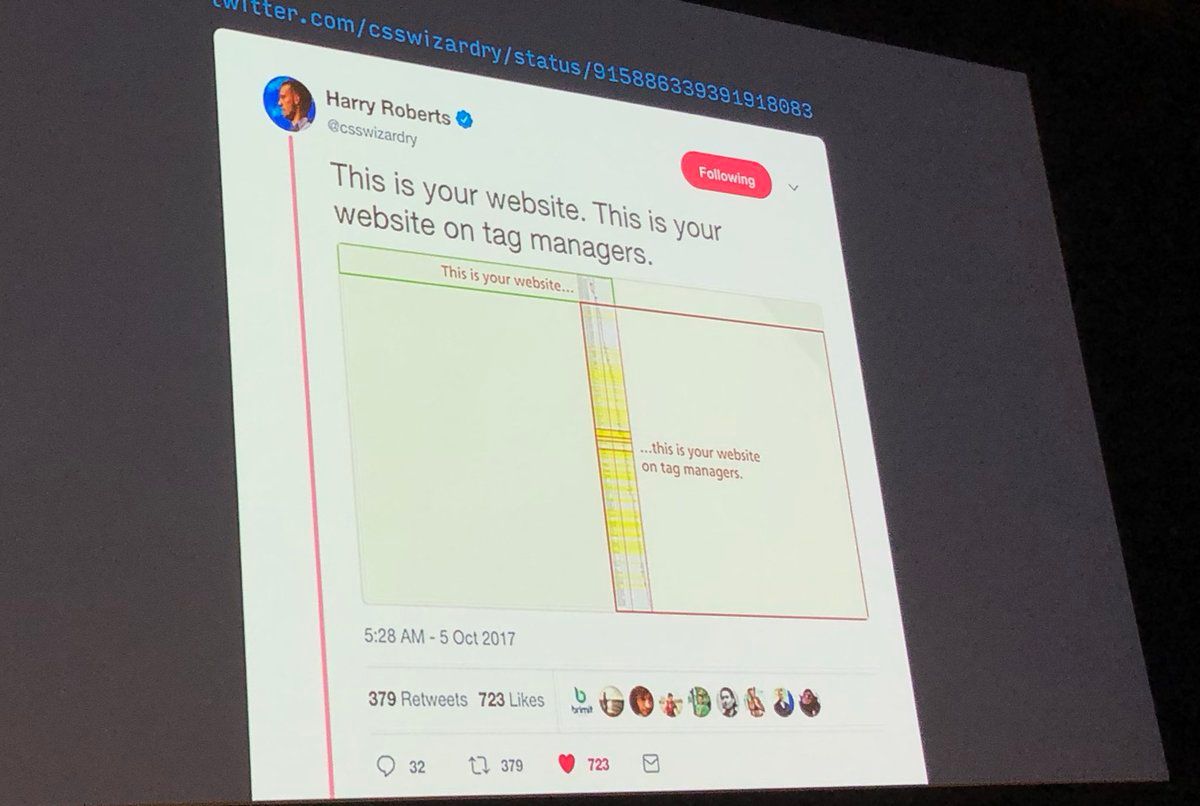 twitter.com/csswizardry/status/915886339391918083
Harry Roberts
@csswizardry
Following
This is your website. This is your
website on tag managers.
This is your website...
...this is your website
on tag managers.
5:28 AM - 5 Oct 2017
379 Retweets 723 Likes
brimit
32 379 723